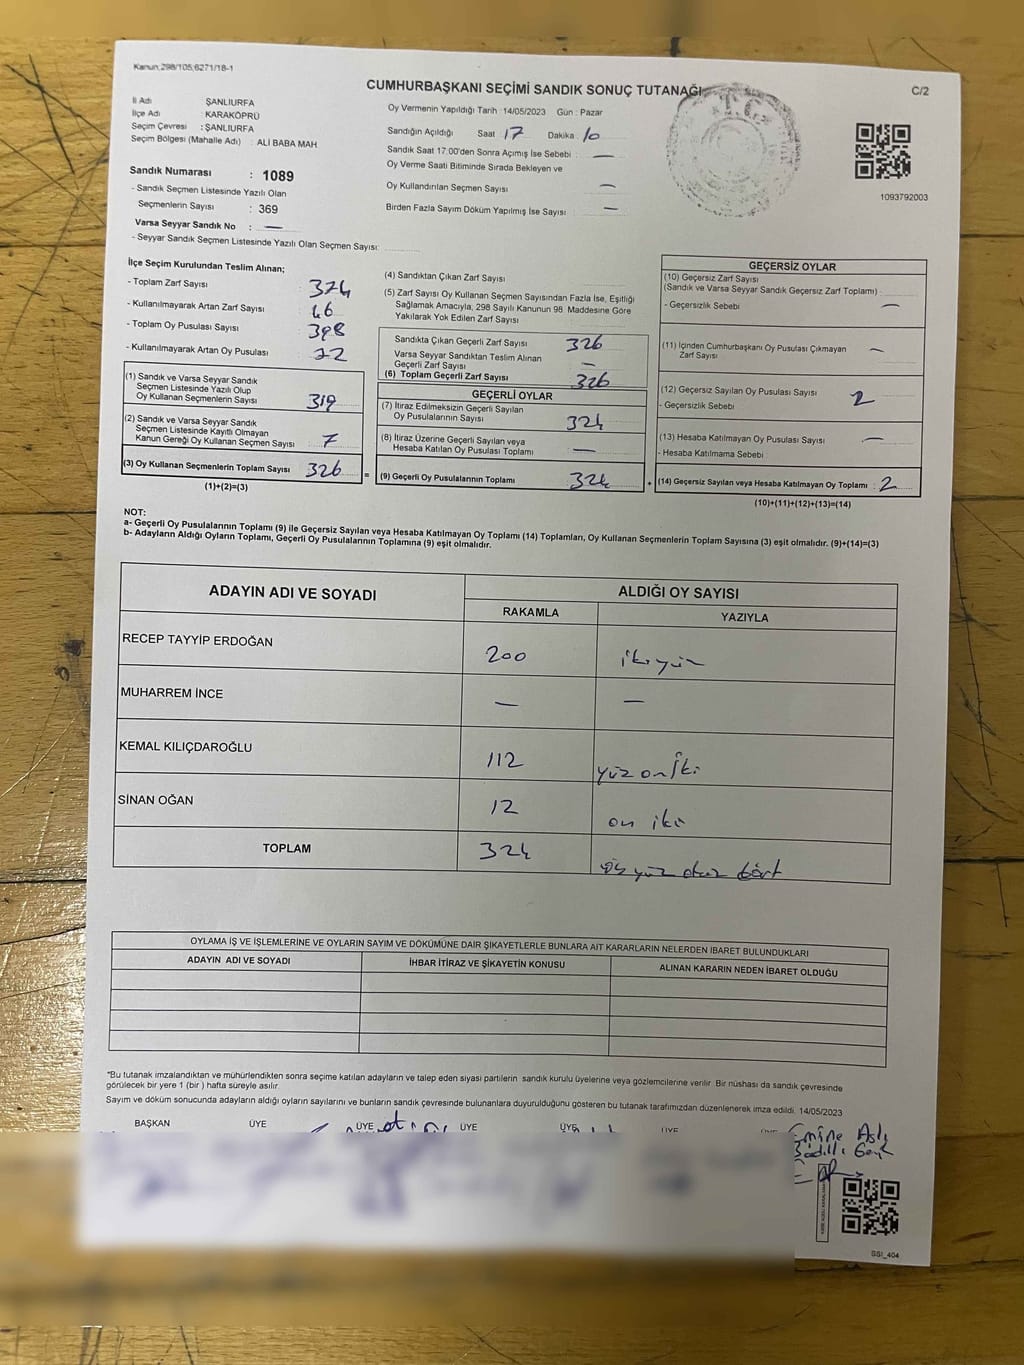 Kanun;298/105;6271/18-1
CUMHURBAŞKANI SEÇİMİ SANDIK SONUÇ TUTANAĞI
C/2
İl Adı ŞANLIURFA
İlçe Adı KARAKÖPRÜ
Seçim Çevresi : ŞANLIURFA
Seçim Bölgesi (Mahalle Adı) : ALİ BABA MAH
Oy Vermenin Yapıldığı Tarih : 14/05/2023 Gün : Pazar
Sandığın Açıldığı Saat 17 Dakika 10
Sandık Saat 17:00'den Sonra Açımış İse Sebebi : —
Oy Verme Saati Bitiminde Sırada Bekleyen ve
Oy Kullandırılan Seçmen Sayısı —
Birden Fazla Sayım Döküm Yapılmış İse Sayısı : —
T.C.
1093792003
Sandık Numarası : 1089
- Sandık Seçmen Listesinde Yazılı Olan
Seçmenlerin Sayısı : 369
Varsa Seyyar Sandık No : —
- Seyyar Sandık Seçmen Listesinde Yazılı Olan Seçmen Sayısı:
İlçe Seçim Kurulundan Teslim Alınan;
- Toplam Zarf Sayısı
- Kullanılmayarak Artan Zarf Sayısı
- Toplam Oy Pusulası Sayısı 398
- Kullanılmayarak Artan Oy Pusulası
(1) Sandık ve Varsa Seyyar Sandık
Seçmen Listesinde Yazılı Olup
Oy Kullanan Seçmenlerin Sayısı 319
(2) Sandık ve Varsa Seyyar Sandık
Seçmen Listesinde Kayıtlı Olmayan
Kanun Gereği Oy Kullanan Seçmen Sayısı 7
(3) Oy Kullanan Seçmenlerin Toplam Sayısı 326
(1)+(2)=(3)
=
(4) Sandıktan Çıkan Zarf Sayısı
(5) Zarf Sayısı Oy Kullanan Seçmen Sayısından Fazla İse, Eşitliği
Sağlamak Amacıyla, 298 Sayılı Kanunun 98 Maddesine Göre
Yakılarak Yok Edilen Zarf Sayısı
Sandıkta Çıkan Geçerli Zarf Sayısı 326
Varsa Seyyar Sandıktan Teslim Alınan
Geçerli Zarf Sayısı —
(6) Toplam Geçerli Zarf Sayısı 326
GEÇERLİ OYLAR
(7) İtiraz Edilmeksizin Geçerli Sayılan
Oy Pusulalarının Sayısı 324
(8) İtiraz Üzerine Geçerli Sayılan veya
Hesaba Katılan Oy Pusulası Toplamı —
(9) Geçerli Oy Pusulalarının Toplamı 324
+
GEÇERSİZ OYLAR
(10) Geçersiz Zarf Sayısı
(Sandık ve Varsa Seyyar Sandık Geçersiz Zarf Toplamı)
- Geçersizlik Sebebi —
(11) İçinden Cumhurbaşkanı Oy Pusulası Çıkmayan —
Zarf Sayısı
(12) Geçersiz Sayılan Oy Pusulası Sayısı 2
- Geçersizlik Sebebi
(13) Hesaba Katılmayan Oy Pusulası Sayısı —
- Hesaba Katılmama Sebebi
(14) Geçersiz Sayılan veya Hesaba Katılmayan Oy Toplamı : 2
(10)+(11)+(12)+(13)=(14)
NOT:
a- Geçerli Oy Pusulalarının Toplamı (9) ile Geçersiz Sayılan veya Hesaba Katılmayan Oy Toplamı (14) Toplamları, Oy Kullanan Seçmenlerin Toplam Sayısına (3) eşit olmalıdır. (9)+(14)=(3)
b- Adayların Aldığı Oyların Toplamı, Geçerli Oy Pusulalarının Toplamına (9) eşit olmalıdır.
ADAYIN ADI VE SOYADI ALDIĞI OY SAYISI
RAKAMLA YAZIYLA
RECEP TAYYİP ERDOĞAN 200 ikiyüz
MUHARREM İNCE — —
KEMAL KILIÇDAROĞLU 112 yüz oniki
SİNAN OĞAN 12 on iki
TOPLAM 324 üç yüz dört
OYLAMA İŞ VE İŞLEMLERİNE VE OYLARIN SAYIM VE DÖKÜMÜNE DAİR ŞİKAYETLERLE BUNLARA AİT KARARLARIN NELERDEN İBARET BULUNDUKLARI
ADAYIN ADI VE SOYADI İHBAR İTİRAZ VE ŞİKAYETİN KONUSU ALINAN KARARIN NEDEN İBARET OLDUĞU
*Bu tutanak imzalandıktan ve mühürlendikten sonra seçime katılan adayların ve talep eden siyasi partilerin sandık kurulu üyelerine veya gözlemcilerine verilir. Bir nüshası da sandık çevresinde
görülecek bir yere 1 (bir ) hafta süreyle asılır.
Sayım ve döküm sonucunda adayların aldığı oyların sayılarını ve bunların sandık çevresinde bulunanlara duyurulduğunu gösteren bu tutanak tarafımızdan düzenlenerek imza edildi. 14/05/2023
BAŞKAN ÜYE ÜYE ÜYE ÜYE ÜYE
Emine Aslı
SSI_404